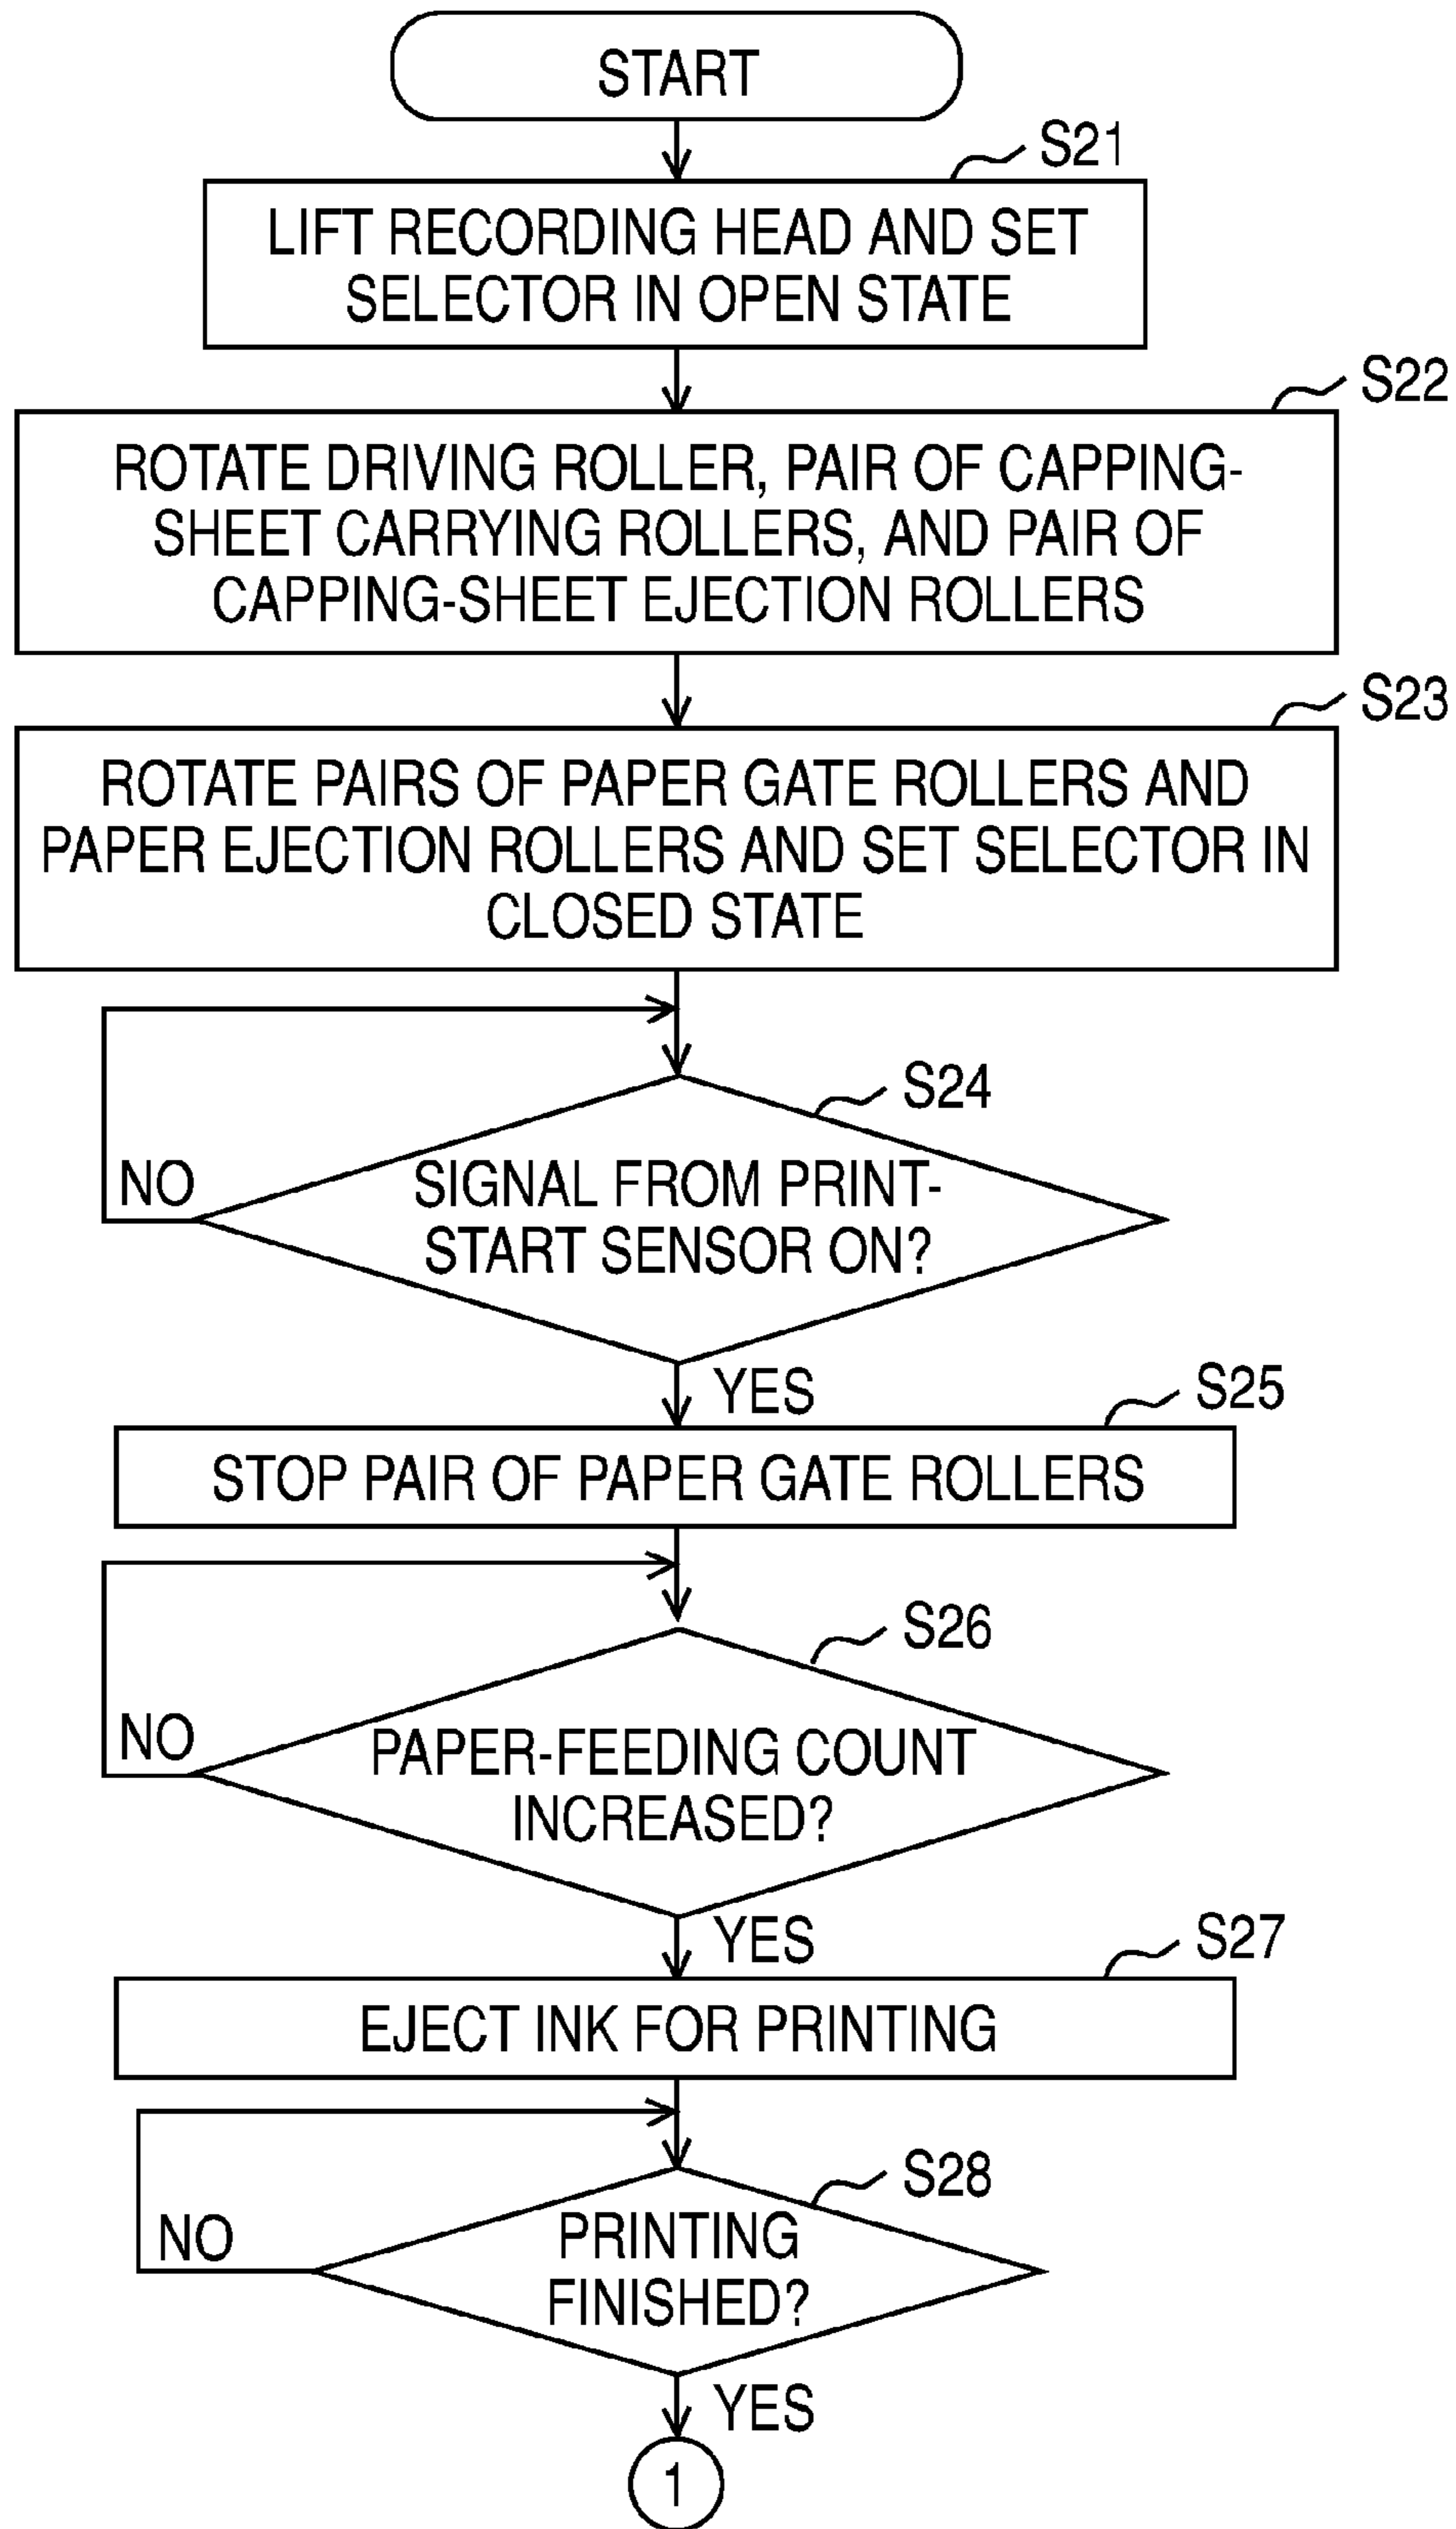 START
S21
LIFT RECORDING HEAD AND SET
SELECTOR IN OPEN STATE
S22
ROTATE DRIVING ROLLER, PAIR OF CAPPING-
SHEET CARRYING ROLLERS, AND PAIR OF
CAPPING-SHEET EJECTION ROLLERS
S23
ROTATE PAIRS OF PAPER GATE ROLLERS AND
PAPER EJECTION ROLLERS AND SET SELECTOR IN
CLOSED STATE
S24
NO
SIGNAL FROM PRINT-
START SENSOR ON?
YES
S25
STOP PAIR OF PAPER GATE ROLLERS
S26
NO
PAPER-FEEDING COUNT
INCREASED?
YES
S27
EJECT INK FOR PRINTING
S28
NO
PRINTING
FINISHED?
YES
1